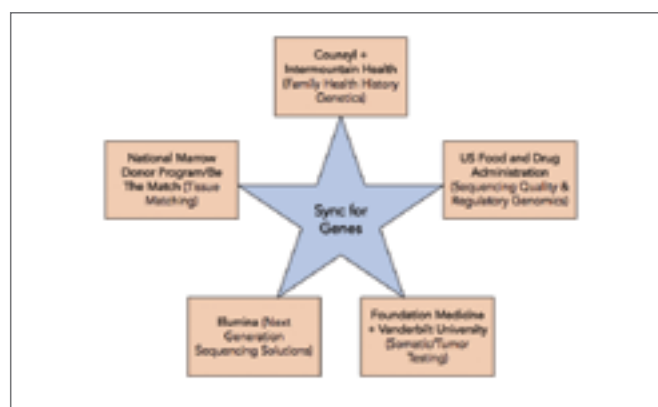 Counsyl +
Intermountain Health
(Family Health History
Genetics)
National Marrow
Donor Program/Be
The Match (Tissue
Matching)
US Food and Drug
Administration
(Sequencing Quality &
Regulatory Genomics)
Sync for
Genes
Illumina (Next
Generation
Sequencing Solutions)
Foundation Medicine
+ Vanderbilt University
(Somatic/Tumor
Testing)